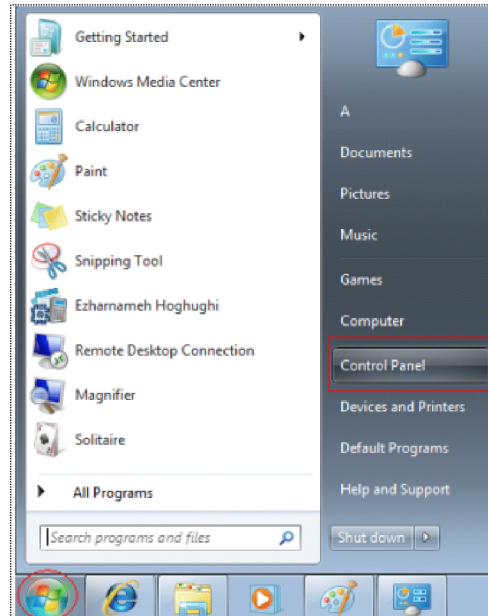 Getting Started
Windows Media Center
Calculator
Paint
Sticky Notes
Snipping Tool
Ezharnameh Hoghughi
Remote Desktop Connection
Magnifier
Solitaire
All Programs
Search programs and files
A
Documents
Pictures
Music
Games
Computer
Control Panel
Devices and Printers
Default Programs
Help and Support
Shut down